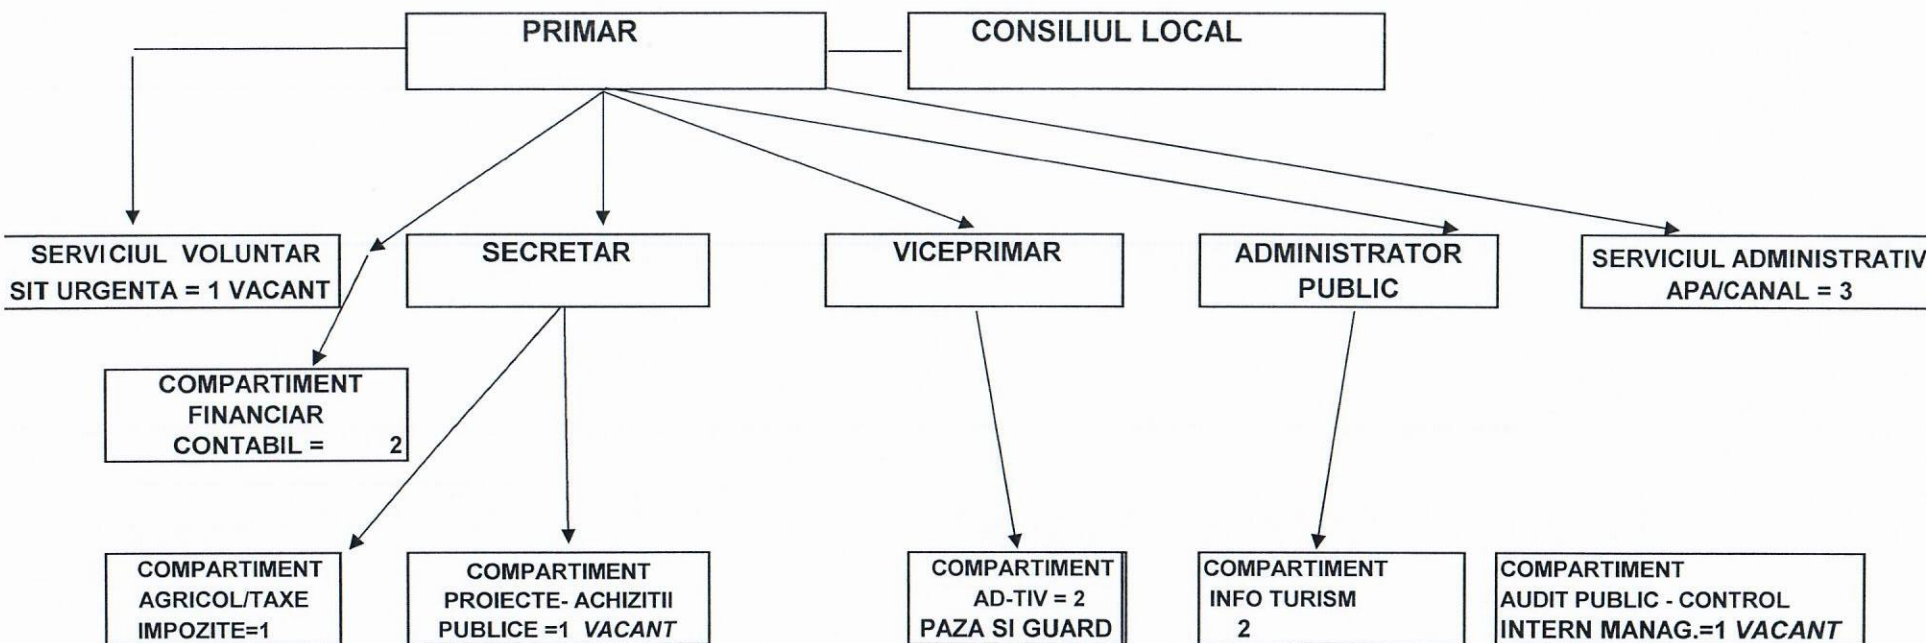 PRIMAR
CONSILIUL LOCAL
SERVICIUL VOLUNTAR
SIT URGENTA = 1 VACANT
SECRETAR
VICEPRIMAR
ADMINISTRATOR
PUBLIC
SERVICIUL ADMINISTRATIV
APA/CANAL = 3
COMPARTIMENT
FINANCIAR
CONTABIL = 2
COMPARTIMENT
AGRICOL/TAXE
IMPOZITE=1
COMPARTIMENT
PROIECTE- ACHIZITII
PUBLICE =1 VACANT
COMPARTIMENT
AD-TIV = 2
PAZA SI GUARD
COMPARTIMENT
INFO TURISM
2
COMPARTIMENT
AUDIT PUBLIC - CONTROL
INTERN MANAG.=1 VACANT